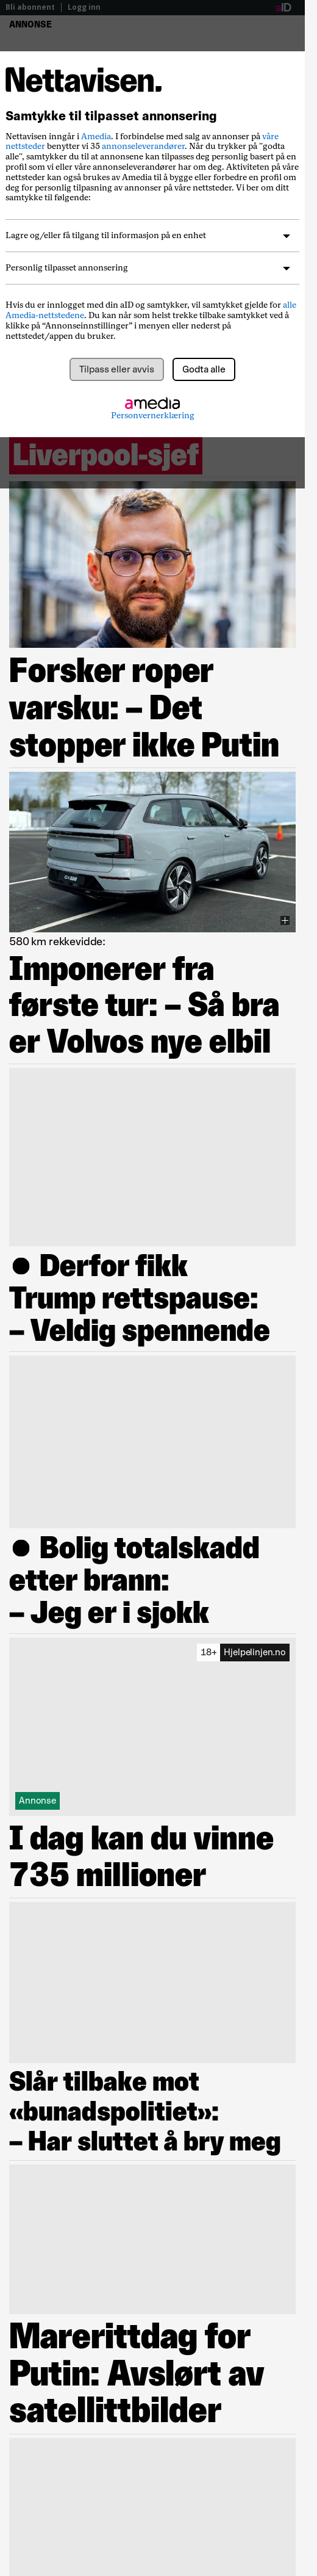 Bli abonnent | Logg inn
aID
ANNONSE
Nettavisen.
Samtykke til tilpasset annonsering
Nettavisen inngår i Amedia. I forbindelse med salg av annonser på våre
nettsteder benytter vi 35 annonseleverandører. Når du trykker på "godta
alle", samtykker du til at annonsene kan tilpasses deg personlig basert på en
profil som vi eller våre annonseleverandører har om deg. Aktiviteten på våre
nettsteder kan også brukes av Amedia til å bygge eller forbedre en profil om
deg for personlig tilpasning av annonser på våre nettsteder. Vi ber om ditt
samtykke til følgende:
Lagre og/eller få tilgang til informasjon på en enhet
Personlig tilpasset annonsering
Hvis du er innlogget med din aID og samtykker, vil samtykket gjelde for alle
Amedia-nettstedene. Du kan når som helst trekke tilbake samtykket ved å
klikke på “Annonseinnstillinger” i menyen eller nederst på
nettstedet/appen du bruker.
Tilpass eller avvis
Godta alle
amedia
Personvernerklæring
Liverpool-sjef
Forsker roper
varsku: – Det
stopper ikke Putin
580 km rekkevidde:
Imponerer fra
første tur: – Så bra
er Volvos nye elbil
● Derfor fikk
Trump rettspause:
– Veldig spennende
● Bolig totalskadd
etter brann:
– Jeg er i sjokk
18+ Hjelpelinjen.no
Annonse
I dag kan du vinne
735 millioner
Slår tilbake mot
«bunadspolitiet»:
– Har sluttet å bry meg
Marerittdag for
Putin: Avslørt av
satellittbilder